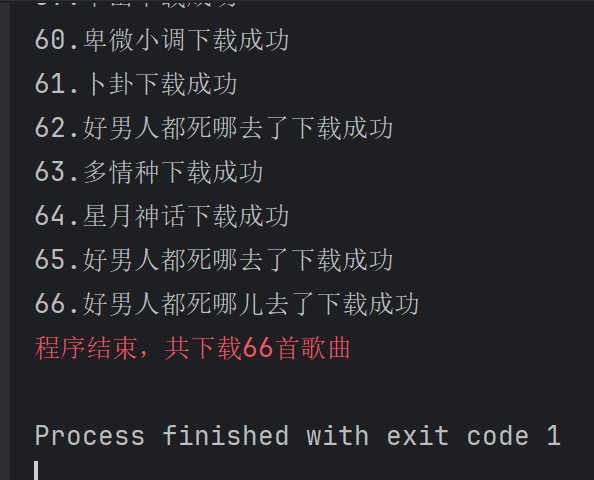 60.卑微小调下载成功
61.卜卦下载成功
62.好男人都死哪去了下载成功
63.多情种下载成功
64.星月神话下载成功
65.好男人都死哪去了下载成功
66.好男人都死哪儿去了下载成功
程序结束，共下载66首歌曲
Process finished with exit code 1